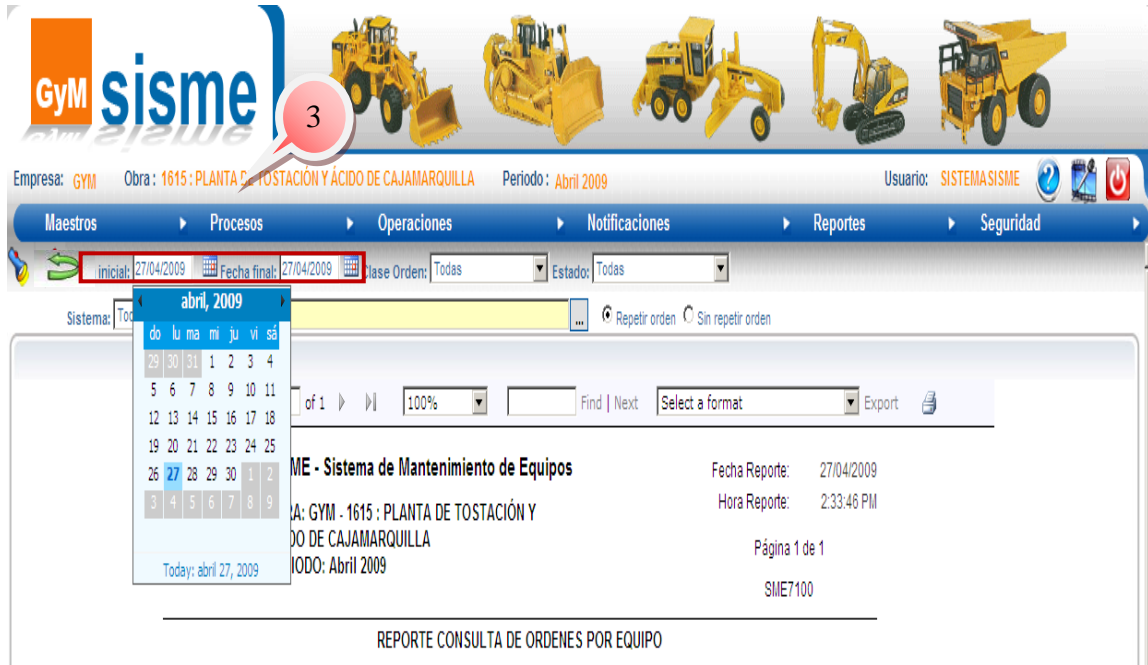 GyM sisme
3
Empresa: GYM Obra : 1615 : PLANTA DE TOSTACIÓN Y ÁCIDO DE CAJAMARQUILLA Periodo : Abril 2009 Usuario: SISTEMASISME
Maestros Procesos Operaciones Notificaciones Reportes Seguridad
inicial: 27/04/2009 Fecha final: 27/04/2009 Clase Orden: Todas Estado: Todas
Sistema: Tod ... Repetir orden Sin repetir orden
abril, 2009
do lu ma mi ju vi sá
29 30 31 1 2 3 4
5 6 7 8 9 10 11
12 13 14 15 16 17 18
19 20 21 22 23 24 25
26 27 28 29 30 1 2
3 4 5 6 7 8 9
Today: abril 27, 2009
of 1 100% Find | Next Select a format Export
ME - Sistema de Mantenimiento de Equipos
RA: GYM - 1615 : PLANTA DE TOSTACIÓN Y
DO DE CAJAMARQUILLA
IODO: Abril 2009
Fecha Reporte: 27/04/2009
Hora Reporte: 2:33:46 PM
Página 1 de 1
SME7100
REPORTE CONSULTA DE ORDENES POR EQUIPO